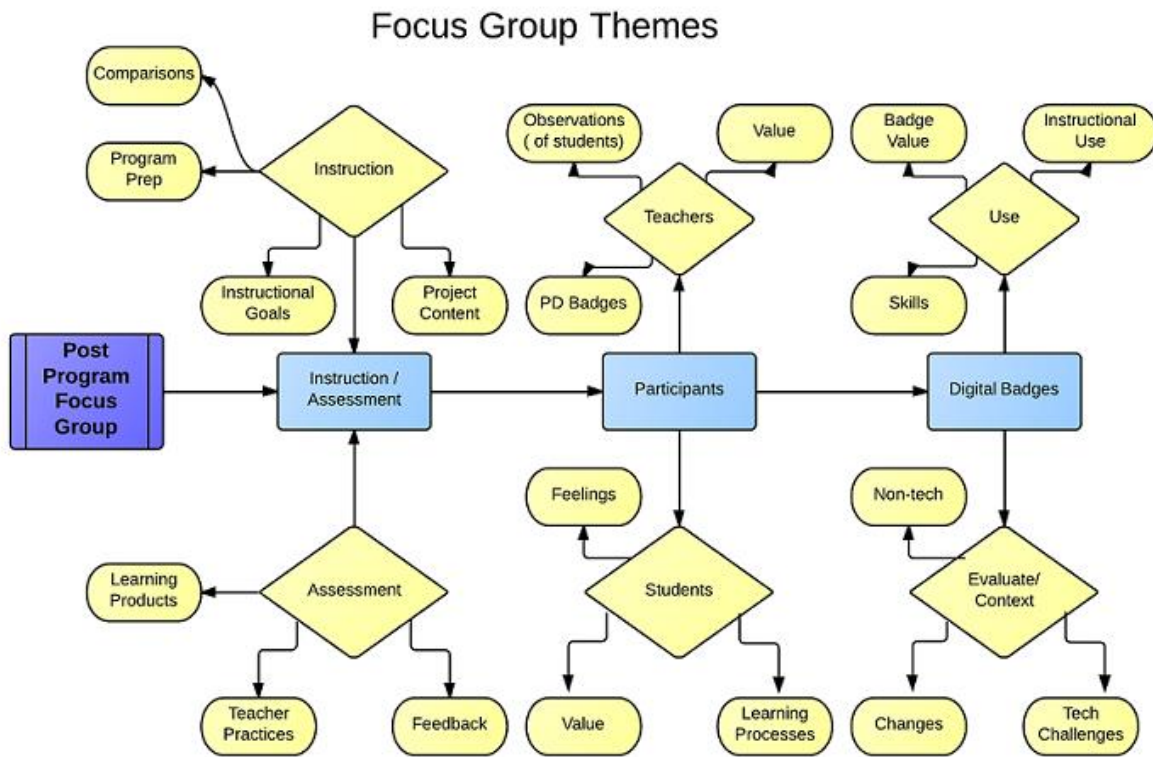 Focus Group Themes
Comparisons
Program
Prep
Instruction
Instructional
Goals
Project
Content
Observations
( of students)
Value
Teachers
PD Badges
Badge
Value
Instructional
Use
Use
Skills
Post
Program
Focus
Group
Instruction /
Assessment
Participants
Digital Badges
Learning
Products
Assessment
Teacher
Practices
Feedback
Feelings
Students
Value
Learning
Processes
Non-tech
Evaluate/
Context
Changes
Tech
Challenges